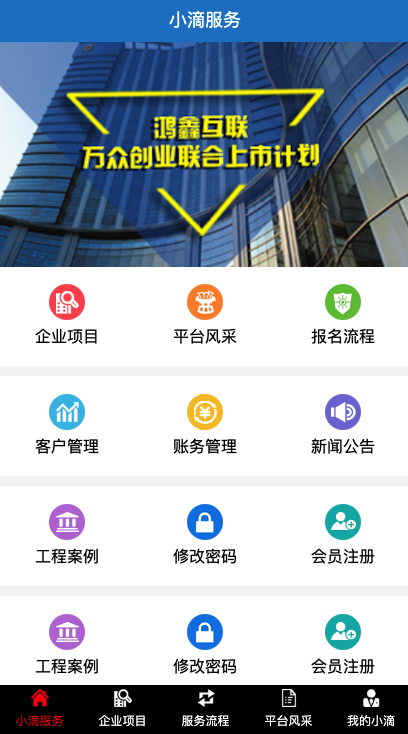 小滴服务
鸿鑫互联
万众创业联合上市计划
企业项目 平台风采 报名流程
客户管理 账务管理 新闻公告
工程案例 修改密码 会员注册
工程案例 修改密码 会员注册
小滴服务 企业项目 服务流程 平台风采 我的小滴